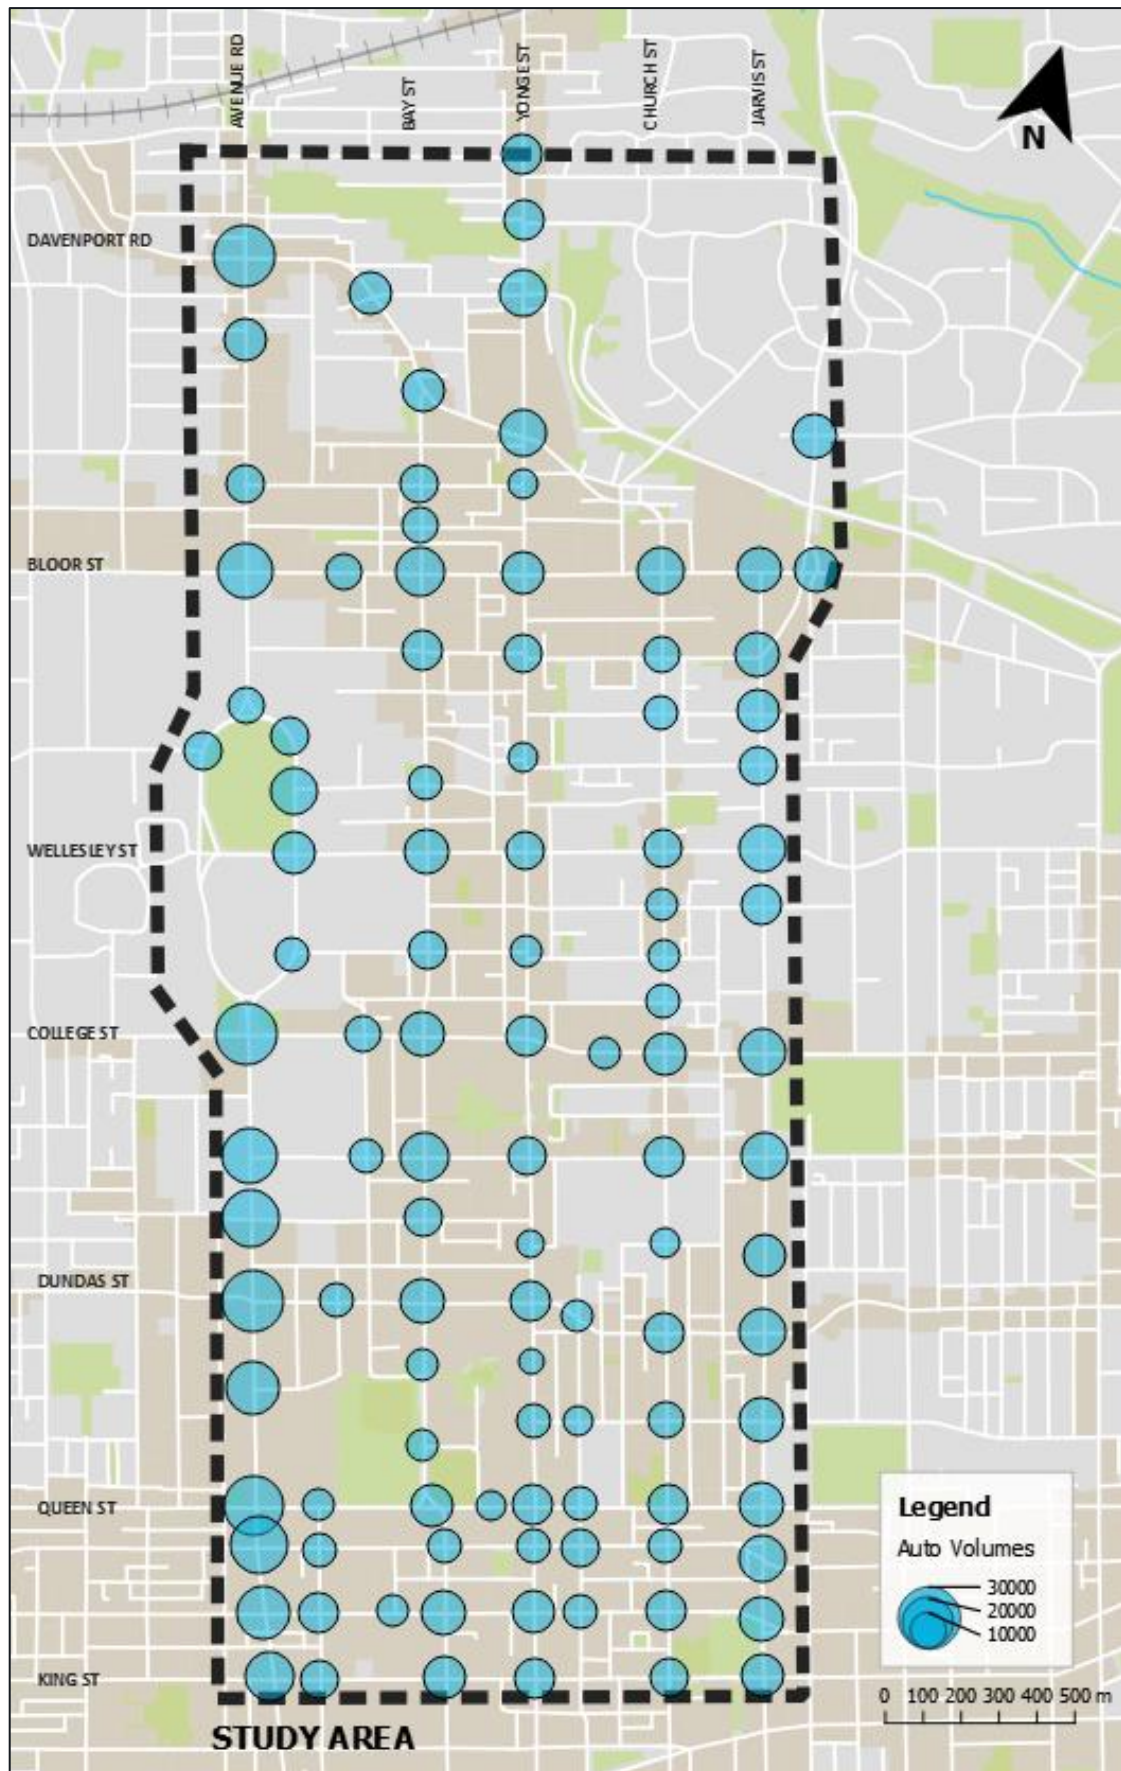 AVENUE RD
BAY ST
YONGE ST
CHURCH ST
JARVIS ST
N
DAVENPORT RD
BLOOR ST
WELLESLEY ST
COLLEGE ST
DUNDAS ST
QUEEN ST
KING ST
STUDY AREA
Legend
Auto Volumes
30000
20000
10000
0 100 200 300 400 500 m